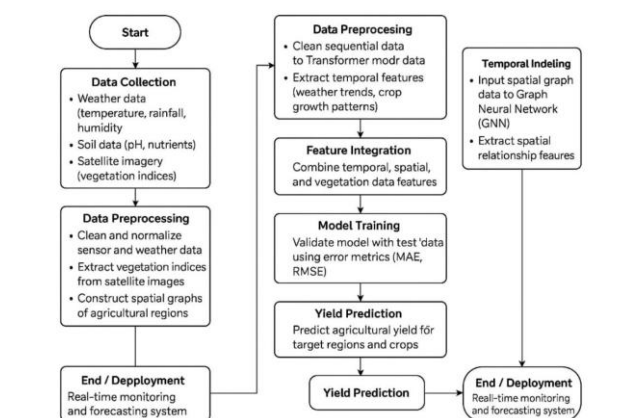 Start
Data Collection
• Weather data
(temperature, rainfall,
humidity
• Soil data (pH, nutrients)
• Satellite imagery
(vegetation indices)
Data Preprocessing
• Clean and normalize
sensor and weather data
• Extract vegetation indices
from satellite images
• Construct spatial graphs
of agricultural regions
End / Depployment
Real-time monitoring
and forecasting system
Data Preprocesing
• Clean sequential data
to Transformer modr data
• Extract temporal features
(weather trends, crop
growth patterns)
Feature Integration
Combine temporal, spatial,
and vegetation data features
Model Training
Validate model with test 'data
using error metrics (MAE,
RMSE)
Yield Prediction
Predict agricultural yield for
target regions and crops
Yield Prediction
Temporal Indeling
• Input spatial graph
data to Graph
Neural Network
(GNN)
• Extract spatial
relationship feaures
End / Deployment
Real-time monitoring
and forecasting system